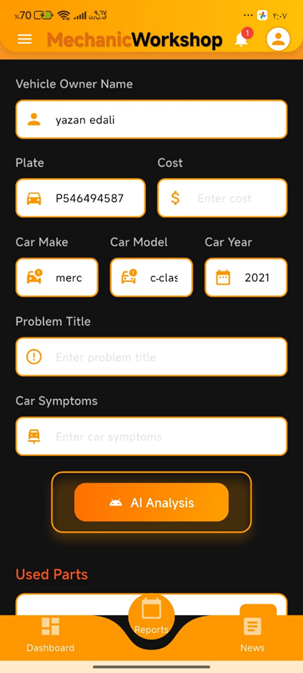 %70
٢:٠٧
MechanicWorkshop
1
Vehicle Owner Name
yazan edali
Plate
Cost
P546494587
Enter cost
Car Make
Car Model
Car Year
merc
c-clas
2021
Problem Title
Enter problem title
Car Symptoms
Enter car symptoms
AI Analysis
Used Parts
Dashboard
Reports
News